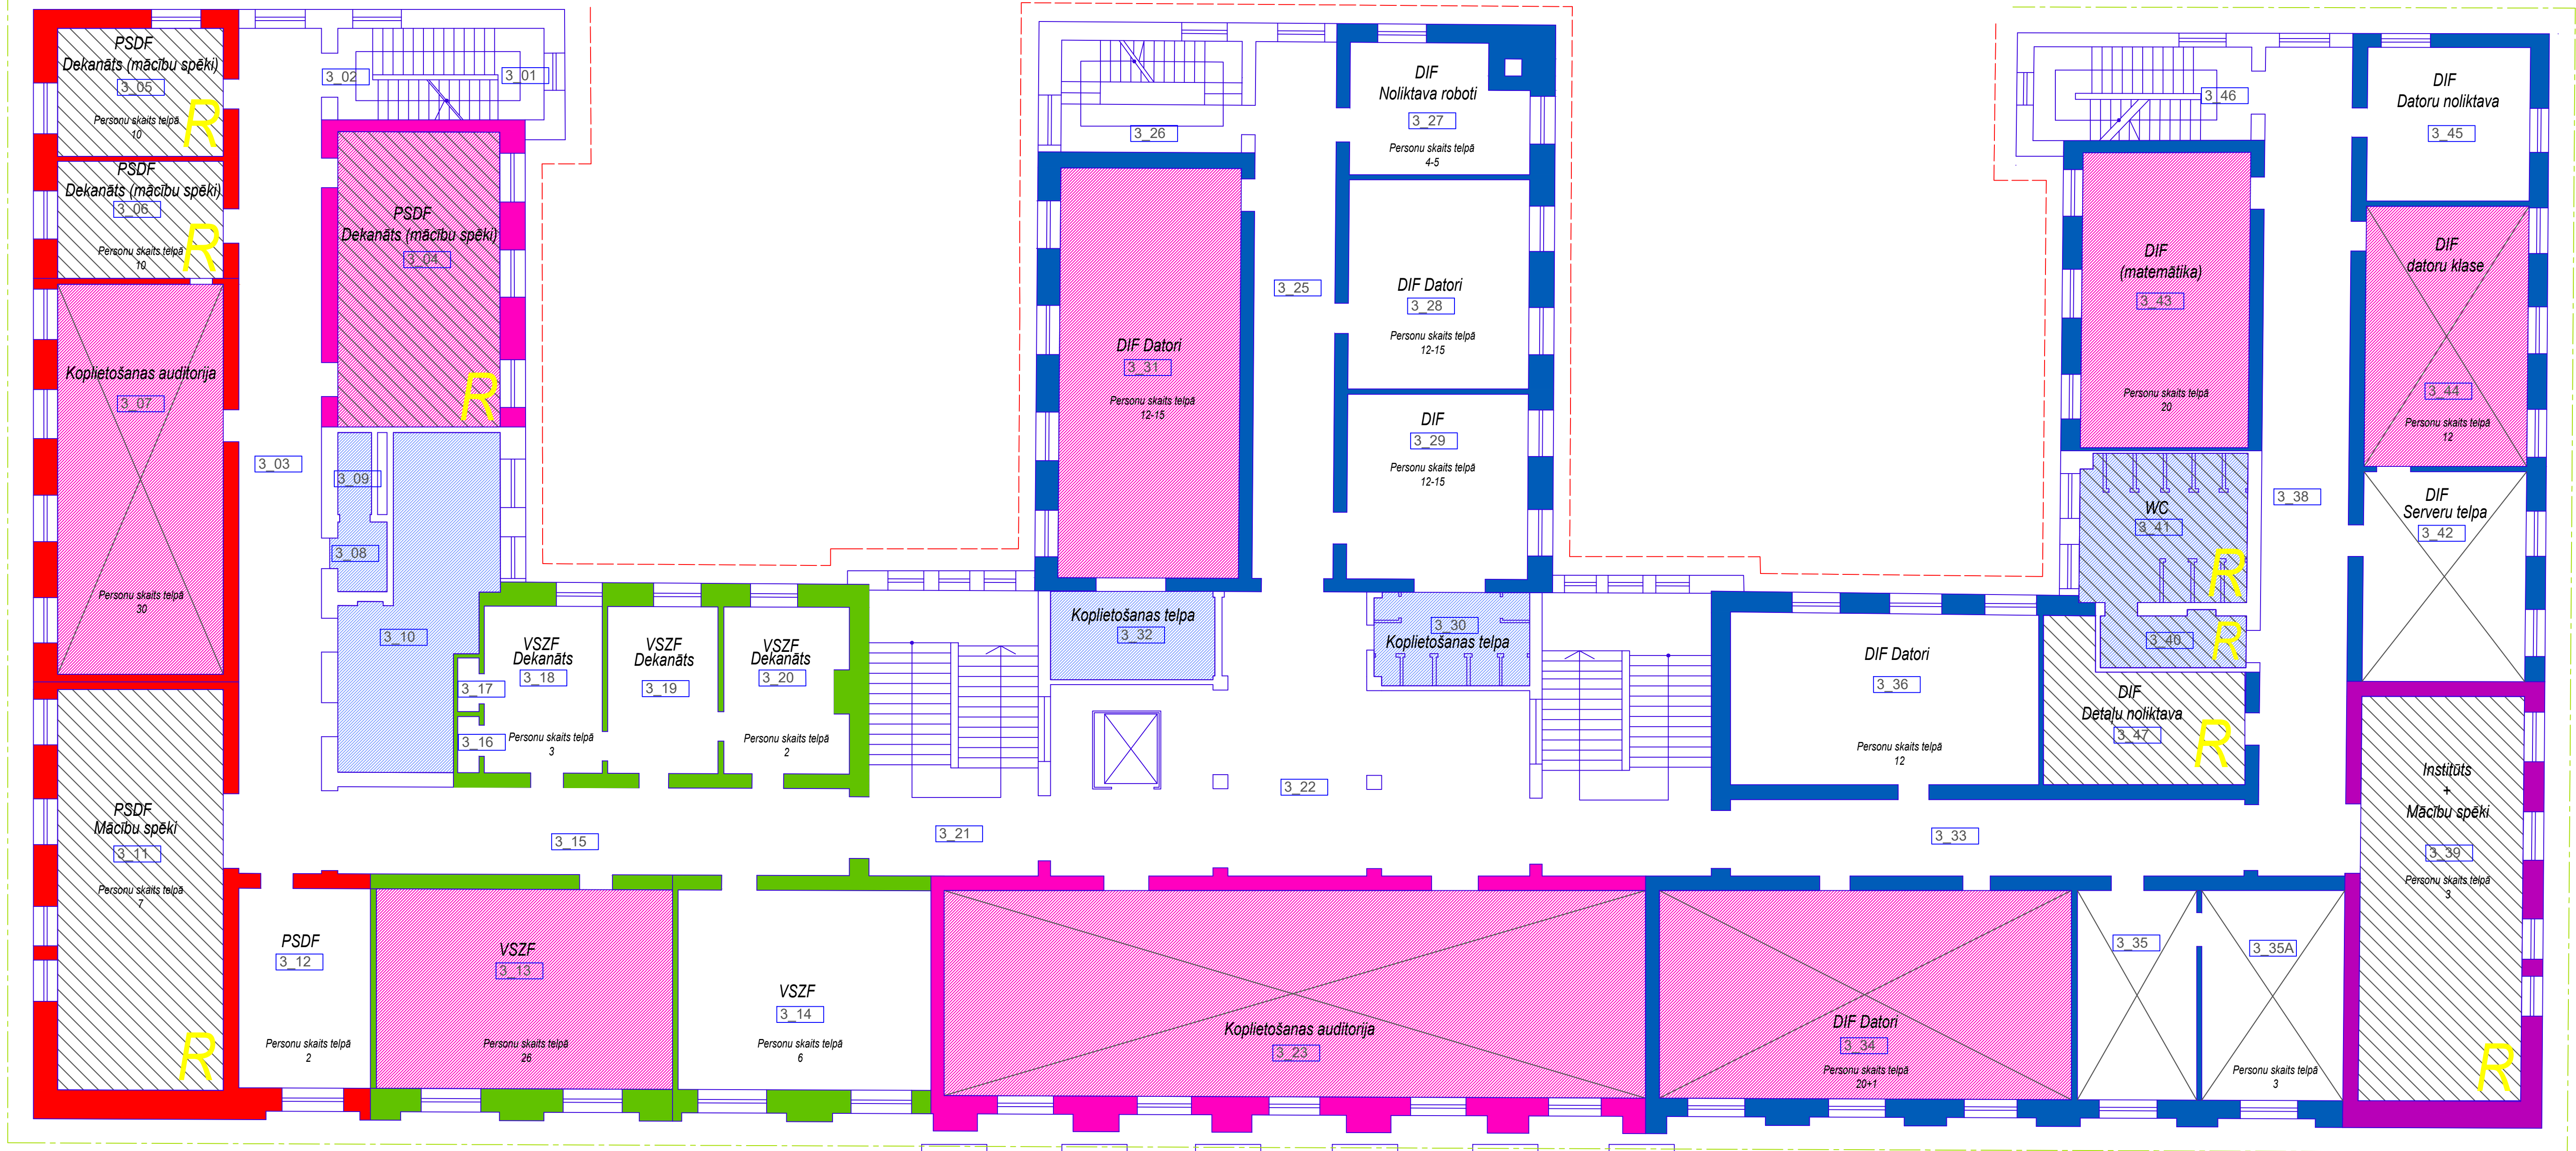 PSDF
Dekanāts (mācību spēki)
3_05
Personu skaits telpā
10
R
PSDF
Dekanāts (mācību spēki)
3_06
Personu skaits telpā
10
R
Koplietošanas auditorija
3_07
Personu skaits telpā
30
PSDF
Mācību spēki
3_11
Personu skaits telpā
7
R
3_02
3_01
PSDF
Dekanāts (mācību spēki)
3_04
R
3_03
3_09
3_08
3_10
PSDF
3_12
Personu skaits telpā
2
3_17
3_16
VSZF
Dekanāts
3_18
Personu skaits telpā
3
VSZF
Dekanāts
3_19
VSZF
Dekanāts
3_20
Personu skaits telpā
2
3_15
3_21
VSZF
3_13
Personu skaits telpā
26
VSZF
3_14
Personu skaits telpā
6
3_26
DIF
Noliktava roboti
3_27
Personu skaits telpā
4-5
3_25
DIF Datori
3_28
Personu skaits telpā
12-15
DIF Datori
3_31
Personu skaits telpā
12-15
DIF
3_29
Personu skaits telpā
12-15
Koplietošanas telpa
3_32
3_30
Koplietošanas telpa
3_22
Koplietošanas auditorija
3_23
3_46
DIF
Datoru noliktava
3_45
DIF
(matemātika)
3_43
Personu skaits telpā
20
DIF
datoru klase
3_44
Personu skaits telpā
12
3_38
WC
3_41
R
3_40
R
DIF
Serveru telpa
3_42
DIF Datori
3_36
Personu skaits telpā
12
DIF
Detaļu noliktava
3_47
R
3_33
Institūts
+
Mācību spēki
3_39
Personu skaits telpā
3
R
DIF Datori
3_34
Personu skaits telpā
20+1
3_35
3_35A
Personu skaits telpā
3